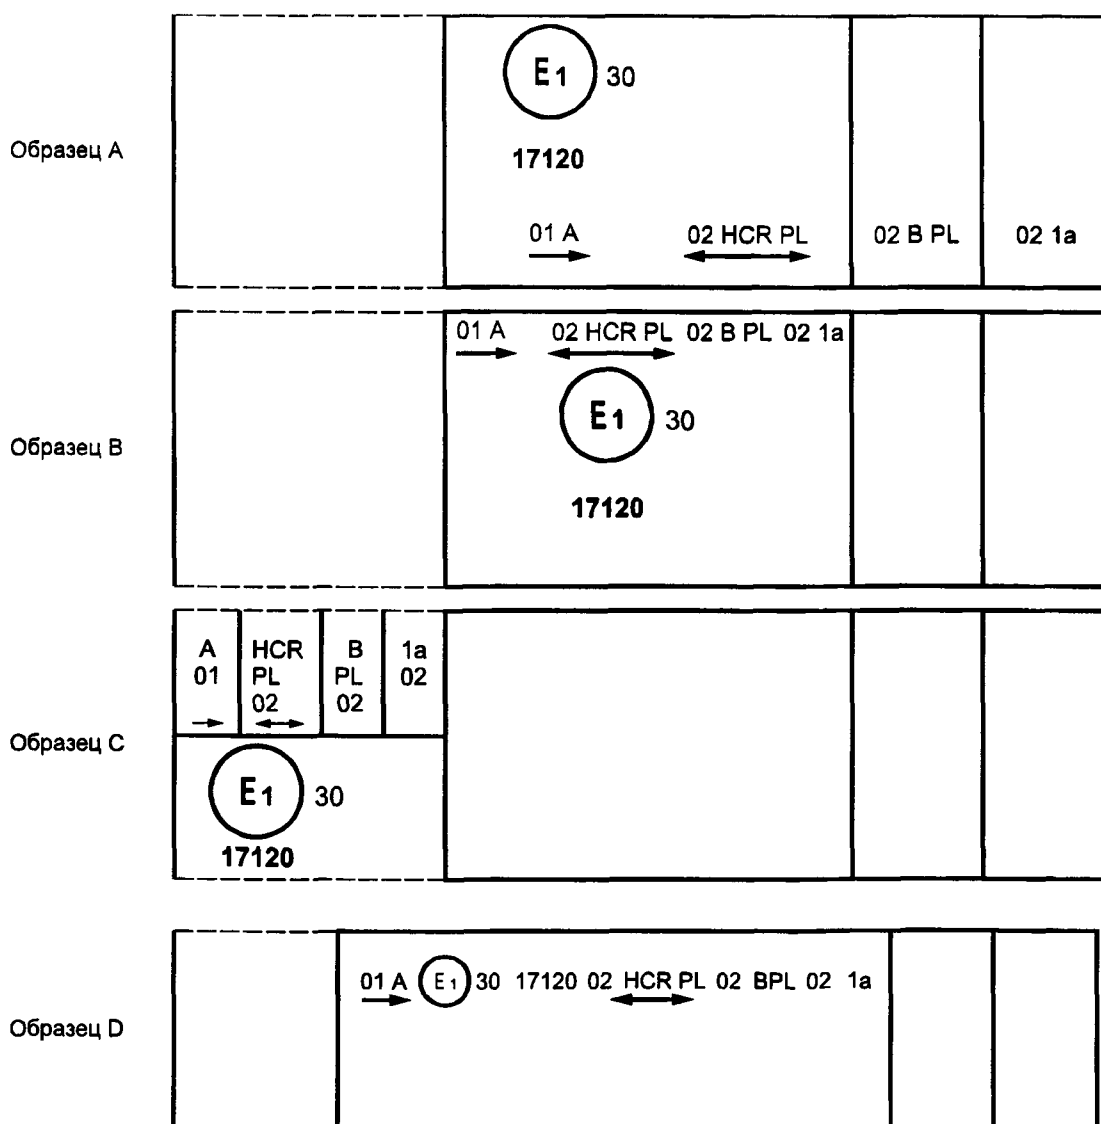 E1 30
Образец A
17120
01 A 02 HCR PL 02 B PL 02 1a
01 A 02 HCR PL 02 B PL 02 1a
E1 30
Образец B
17120
A HCR B 1a
01 PL PL 02
02 02
Образец C
E1 30
17120
01 A E1 30 17120 02 HCR PL 02 BPL 02 1a
Образец D